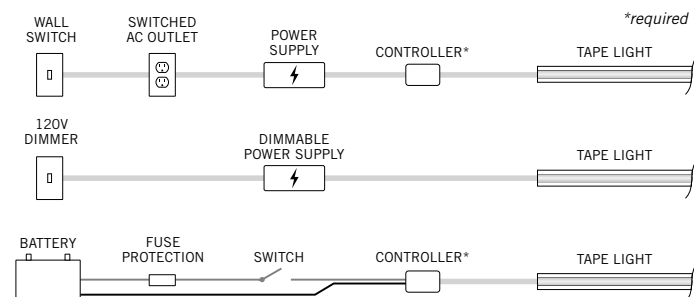 *required
WALL
SWITCH
SWITCHED
AC OUTLET
POWER
SUPPLY
CONTROLLER*
TAPE LIGHT
120V
DIMMER
DIMMABLE
POWER SUPPLY
TAPE LIGHT
BATTERY
FUSE
PROTECTION
SWITCH
CONTROLLER*
TAPE LIGHT